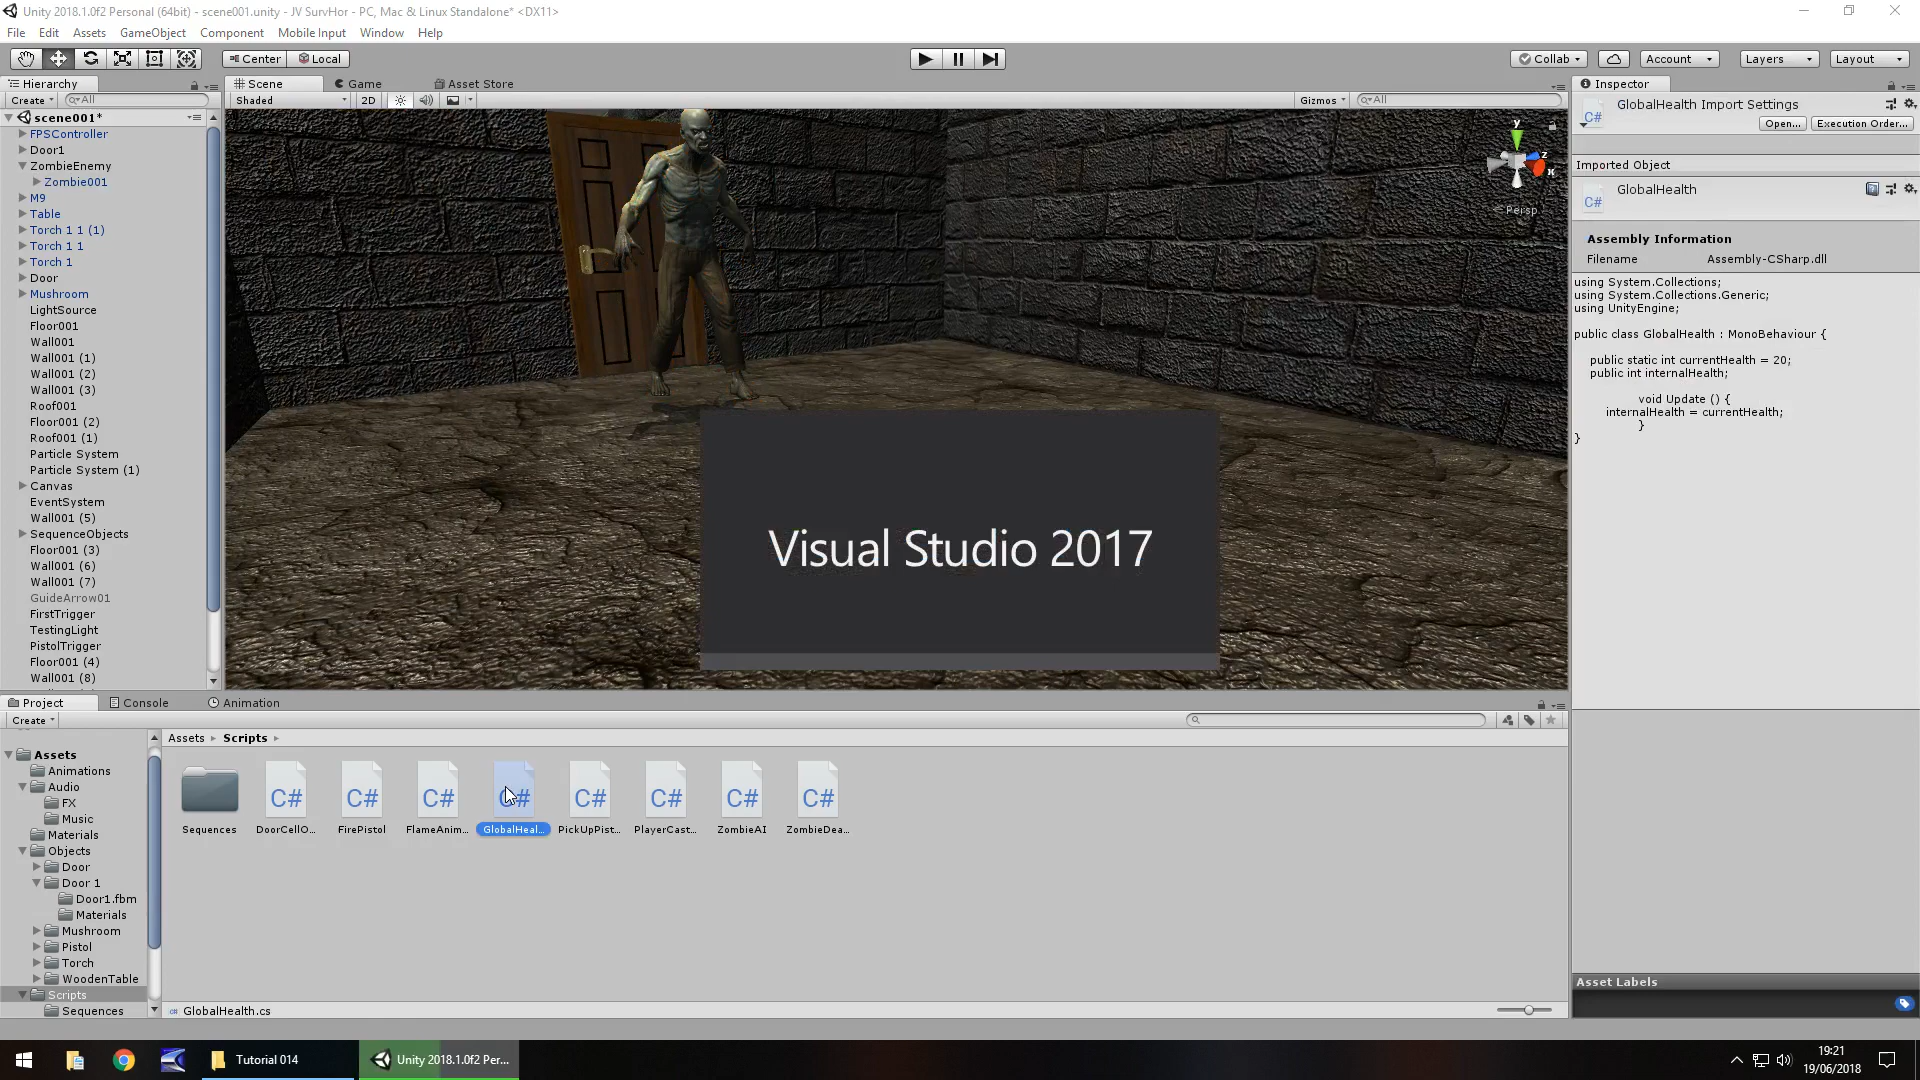 Unity 2018.1.0f2 Personal (64bit) - scene001.unity - JV SurvHor - PC, Mac & Linux Standalone* <DX11>
File Edit Assets GameObject Component Mobile Input Window Help
Center Local
Collab Account Layers Layout
Hierarchy
Create All
scene001*
FPSController
Door1
ZombieEnemy
Zombie001
M9
Table
Torch 1 1 (1)
Torch 1 1
Torch 1
Door
Mushroom
LightSource
Floor001
Wall001
Wall001 (1)
Wall001 (2)
Wall001 (3)
Roof001
Floor001 (2)
Roof001 (1)
Particle System
Particle System (1)
Canvas
EventSystem
Wall001 (5)
SequenceObjects
Floor001 (3)
Wall001 (6)
Wall001 (7)
GuideArrow01
FirstTrigger
TestingLight
PistolTrigger
Floor001 (4)
Wall001 (8)
Scene Game Asset Store
Shaded 2D Gizmos All
y
z
x
Persp
Visual Studio 2017
Inspector
GlobalHealth Import Settings
C#
Open... Execution Order...
Imported Object
GlobalHealth
C#
Assembly Information
Filename Assembly-CSharp.dll
using System.Collections;
using System.Collections.Generic;
using UnityEngine;
public class GlobalHealth : MonoBehaviour {
public static int currentHealth = 20;
public int internalHealth;
void Update () {
internalHealth = currentHealth;
}
}
Asset Labels
Project Console Animation
Create
Assets
Animations
Audio
FX
Music
Materials
Objects
Door
Door 1
Door1.fbm
Materials
Mushroom
Pistol
Torch
WoodenTable
Scripts
Sequences
Assets Scripts
C# C# C# C# C# C# C# C#
Sequences DoorCellO... FirePistol FlameAnim... GlobalHeal... PickUpPist... PlayerCast... ZombieAI ZombieDea...
GlobalHealth.cs
Tutorial 014
Unity 2018.1.0f2 Per...
19:21
19/06/2018